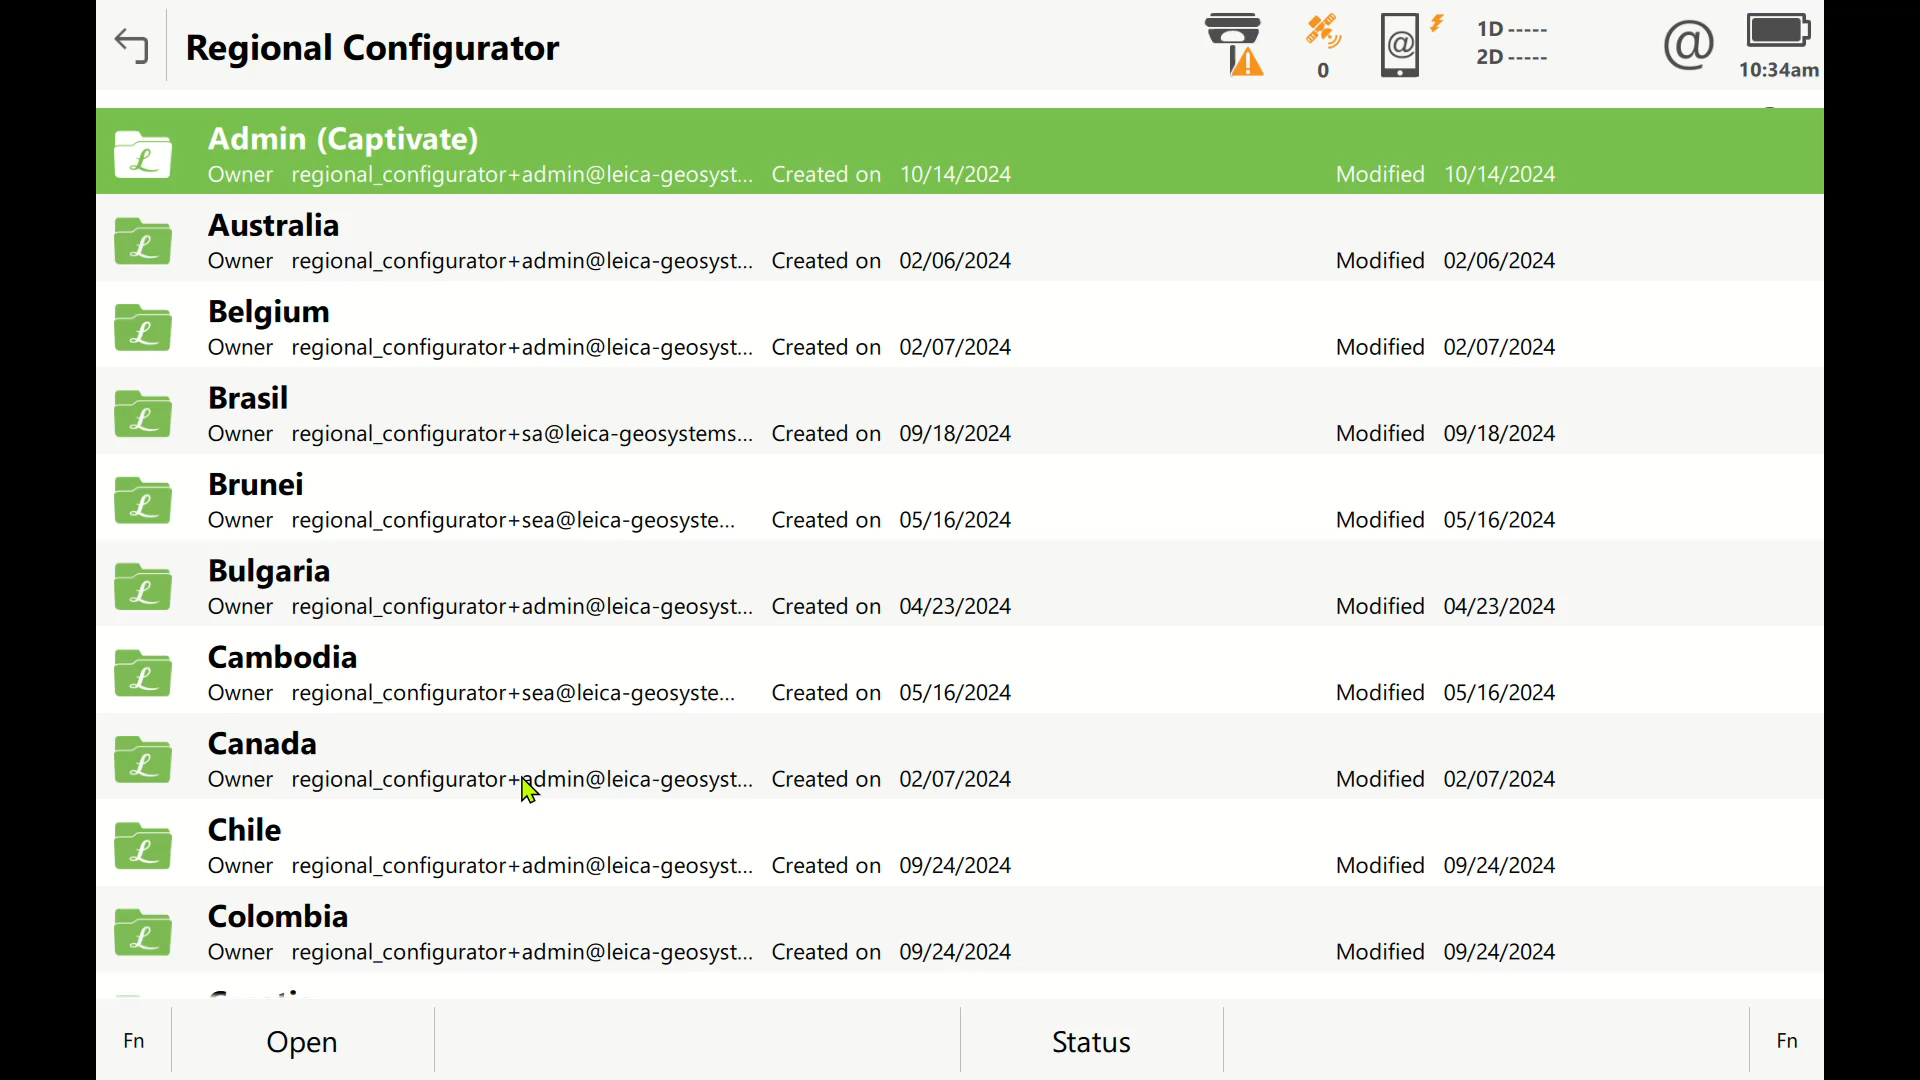 Regional Configurator
0
@
1D -----
2D -----
@
10:34am
Admin (Captivate)
Owner regional_configurator+admin@leica-geosyst... Created on 10/14/2024 Modified 10/14/2024
Australia
Owner regional_configurator+admin@leica-geosyst... Created on 02/06/2024 Modified 02/06/2024
Belgium
Owner regional_configurator+admin@leica-geosyst... Created on 02/07/2024 Modified 02/07/2024
Brasil
Owner regional_configurator+sa@leica-geosystems... Created on 09/18/2024 Modified 09/18/2024
Brunei
Owner regional_configurator+sea@leica-geosyste... Created on 05/16/2024 Modified 05/16/2024
Bulgaria
Owner regional_configurator+admin@leica-geosyst... Created on 04/23/2024 Modified 04/23/2024
Cambodia
Owner regional_configurator+sea@leica-geosyste... Created on 05/16/2024 Modified 05/16/2024
Canada
Owner regional_configurator+admin@leica-geosyst... Created on 02/07/2024 Modified 02/07/2024
Chile
Owner regional_configurator+admin@leica-geosyst... Created on 09/24/2024 Modified 09/24/2024
Colombia
Owner regional_configurator+admin@leica-geosyst... Created on 09/24/2024 Modified 09/24/2024
Fn Open Status Fn